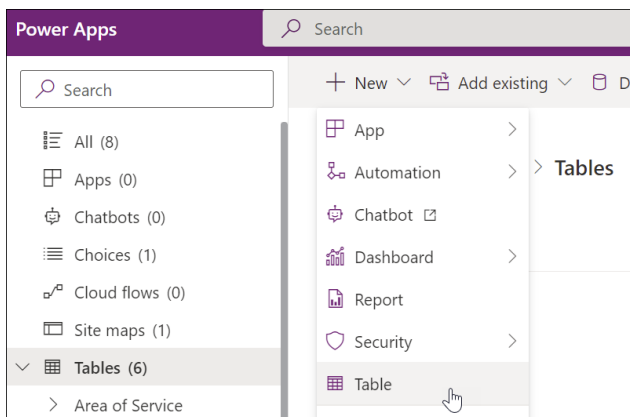 Power Apps
Search
Search
New
Add existing
D
All (8)
Apps (0)
Chatbots (0)
Choices (1)
Cloud flows (0)
Site maps (1)
Tables (6)
Area of Service
App
Automation
Chatbot
Dashboard
Report
Security
Table
Tables